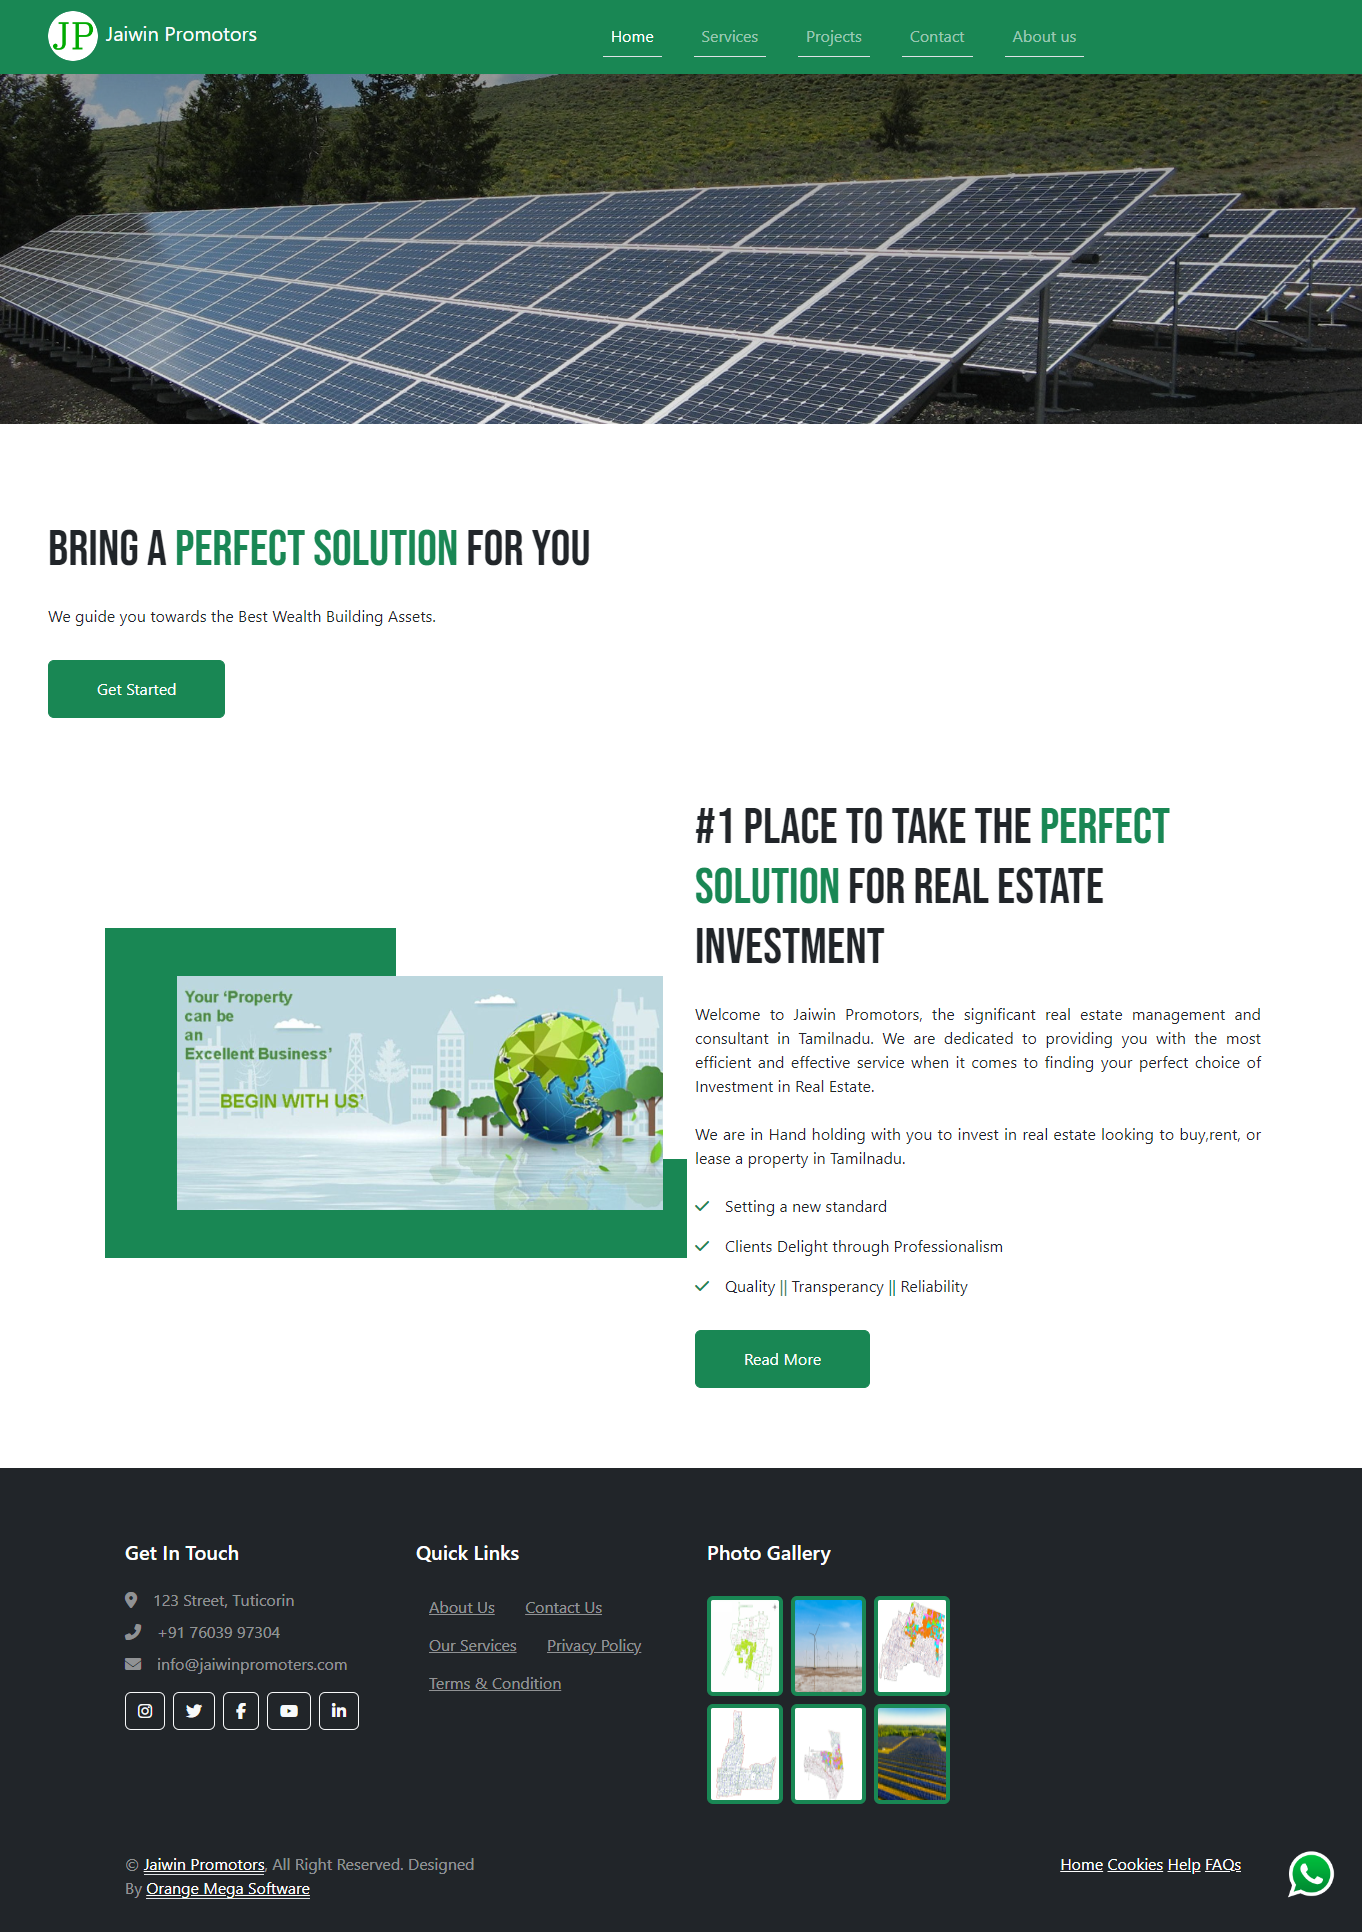 JP Jaiwin Promotors
Home Services Projects Contact About us
BRING A PERFECT SOLUTION FOR YOU
We guide you towards the Best Wealth Building Assets.
Get Started
#1 PLACE TO TAKE THE PERFECT
SOLUTION FOR REAL ESTATE
INVESTMENT
Your ‘Property
can be
an
Excellent Business’
BEGIN WITH US’
Welcome to Jaiwin Promotors, the significant real estate management and
consultant in Tamilnadu. We are dedicated to providing you with the most
efficient and effective service when it comes to finding your perfect choice of
Investment in Real Estate.
We are in Hand holding with you to invest in real estate looking to buy,rent, or
lease a property in Tamilnadu.
Setting a new standard
Clients Delight through Professionalism
Quality || Transperancy || Reliability
Read More
Get In Touch
123 Street, Tuticorin
+91 76039 97304
info@jaiwinpromoters.com
Quick Links
About Us Contact Us
Our Services Privacy Policy
Terms & Condition
Photo Gallery
© Jaiwin Promotors, All Right Reserved. Designed
By Orange Mega Software
Home Cookies Help FAQs